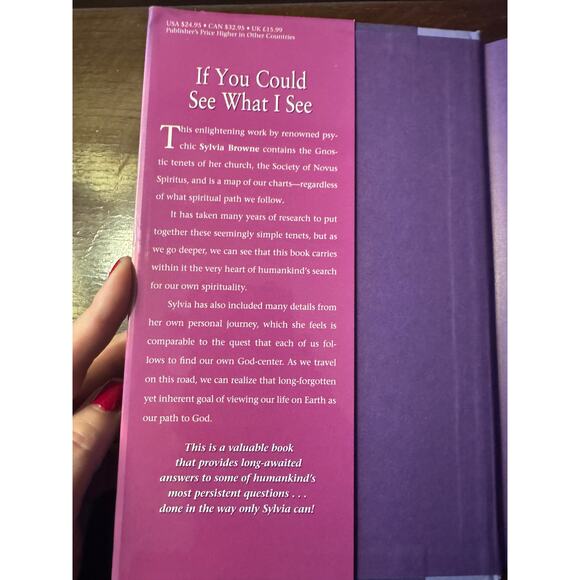 USA $24.95 • CAN $32.95 • UK £15.99
Publisher's Price Higher in Other Countries
If You Could
See What I See
This enlightening work by renowned psy-
chic Sylvia Browne contains the Gnos-
tic tenets of her church, the Society of Novus
Spiritus, and is a map of our charts—regardless
of what spiritual path we follow.
It has taken many years of research to put
together these seemingly simple tenets, but as
we go deeper, we can see that this book carries
within it the very heart of humankind's search
for our own spirituality.
Sylvia has also included many details from
her own personal journey, which she feels is
comparable to the quest that each of us fol-
lows to find our own God-center. As we travel
on this road, we can realize that long-forgotten
yet inherent goal of viewing our life on Earth as
our path to God.
This is a valuable book
that provides long-awaited
answers to some of humankind's
most persistent questions . . .
done in the way only Sylvia can!